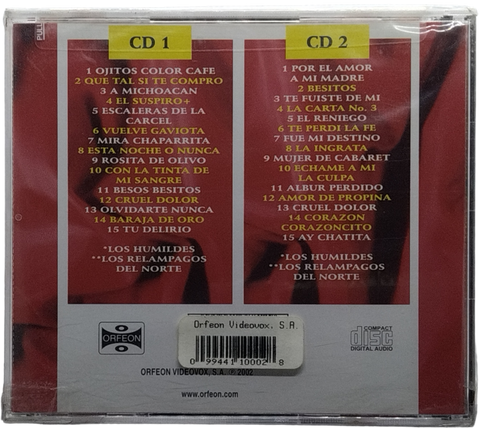 PULL
CD 1
1 OJITOS COLOR CAFE
2 QUE TAL SI TE COMPRO
3 A MICHOACAN
4 EL SUSPIRO+
5 ESCALERAS DE LA
CARCEL
6 VUELVE GAVIOTA
7 MIRA CHAPARRITA
8 ESTA NOCHE O NUNCA
9 ROSITA DE OLIVO
10 CON LA TINTA DE
MI SANGRE
11 BESOS BESITOS
12 CRUEL DOLOR
13 OLVIDARTE NUNCA
14 BARAJA DE ORO
15 TU DELIRIO
*LOS HUMILDES
**LOS RELAMPAGOS
DEL NORTE
CD 2
1 POR EL AMOR
A MI MADRE
2 BESITOS
3 TE FUISTE DE MI
4 LA CARTA No. 3
5 EL RENIEGO
6 TE PERDI LA FE
7 FUE MI DESTINO
8 LA INGRATA
9 MUJER DE CABARET
10 ECHAME A MI
LA CULPA
11 ALBUR PERDIDO
12 AMOR DE PROPINA
13 CRUEL DOLOR
14 CORAZON
CORAZONCITO
15 AY CHATITA
*LOS HUMILDES
**LOS RELAMPAGOS
DEL NORTE
ORFEON
Orfeon Videovox, S.A.
0 99441 10002 8
COMPACT
disc
DIGITAL AUDIO
ORFEON VIDEOVOX, S.A. ℗ 2002
www.orfeon.com